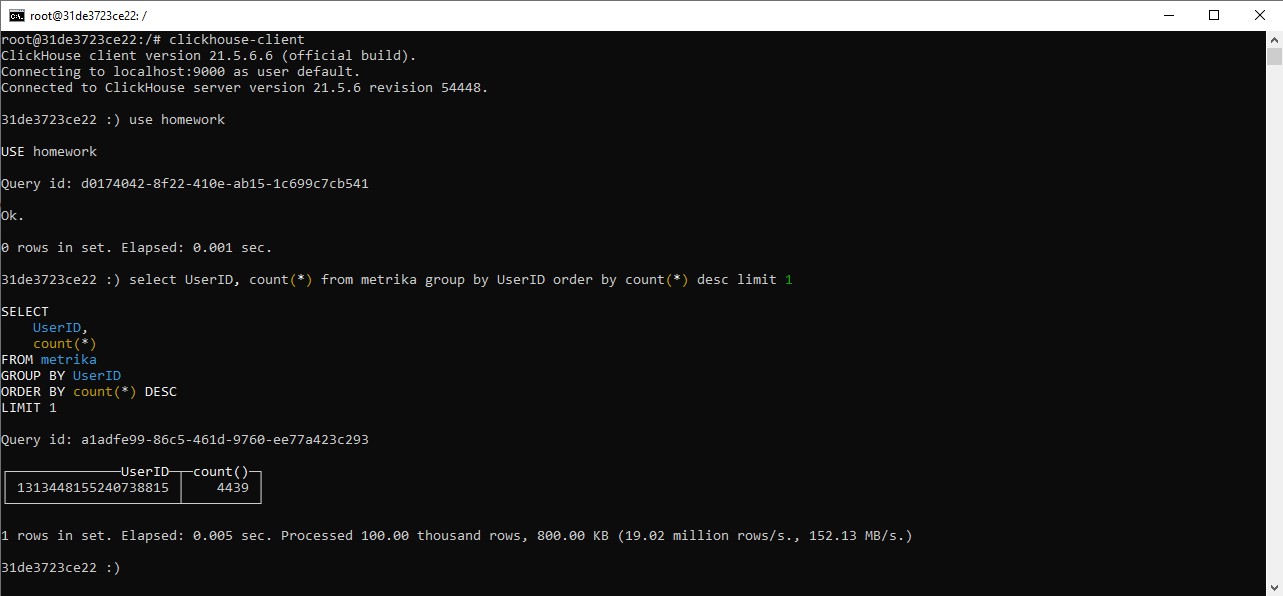 root@31de3723ce22: /
root@31de3723ce22:/# clickhouse-client
ClickHouse client version 21.5.6.6 (official build).
Connecting to localhost:9000 as user default.
Connected to ClickHouse server version 21.5.6 revision 54448.
31de3723ce22 :) use homework
USE homework
Query id: d0174042-8f22-410e-ab15-1c699c7cb541
Ok.
0 rows in set. Elapsed: 0.001 sec.
31de3723ce22 :) select UserID, count(*) from metrika group by UserID order by count(*) desc limit 1
SELECT
    UserID,
    count(*)
FROM metrika
GROUP BY UserID
ORDER BY count(*) DESC
LIMIT 1
Query id: a1adfe99-86c5-461d-9760-ee77a423c293
UserID count()
1313448155240738815 4439
1 rows in set. Elapsed: 0.005 sec. Processed 100.00 thousand rows, 800.00 KB (19.02 million rows/s., 152.13 MB/s.)
31de3723ce22 :)